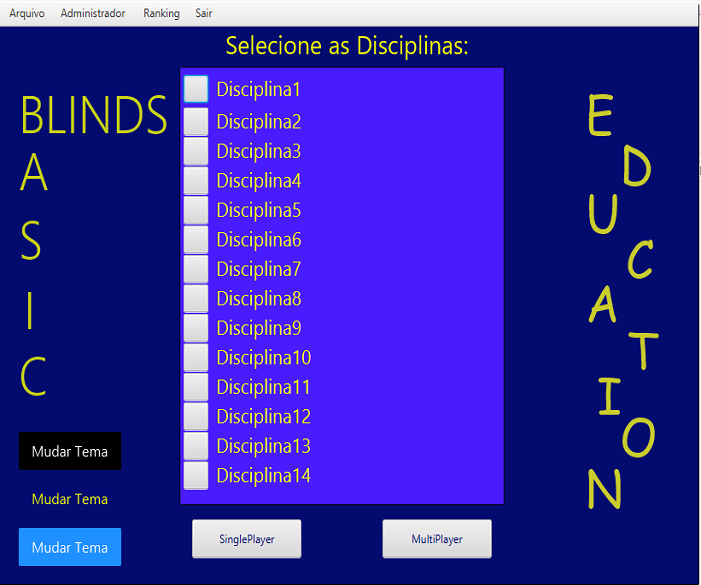 Arquivo Administrador Ranking Sair
Selecione as Disciplinas:
BLINDS
A
S
I
C
Disciplina1
Disciplina2
Disciplina3
Disciplina4
Disciplina5
Disciplina6
Disciplina7
Disciplina8
Disciplina9
Disciplina10
Disciplina11
Disciplina12
Disciplina13
Disciplina14
E
D
U
C
A
T
I
O
N
Mudar Tema
Mudar Tema
Mudar Tema
SinglePlayer MultiPlayer